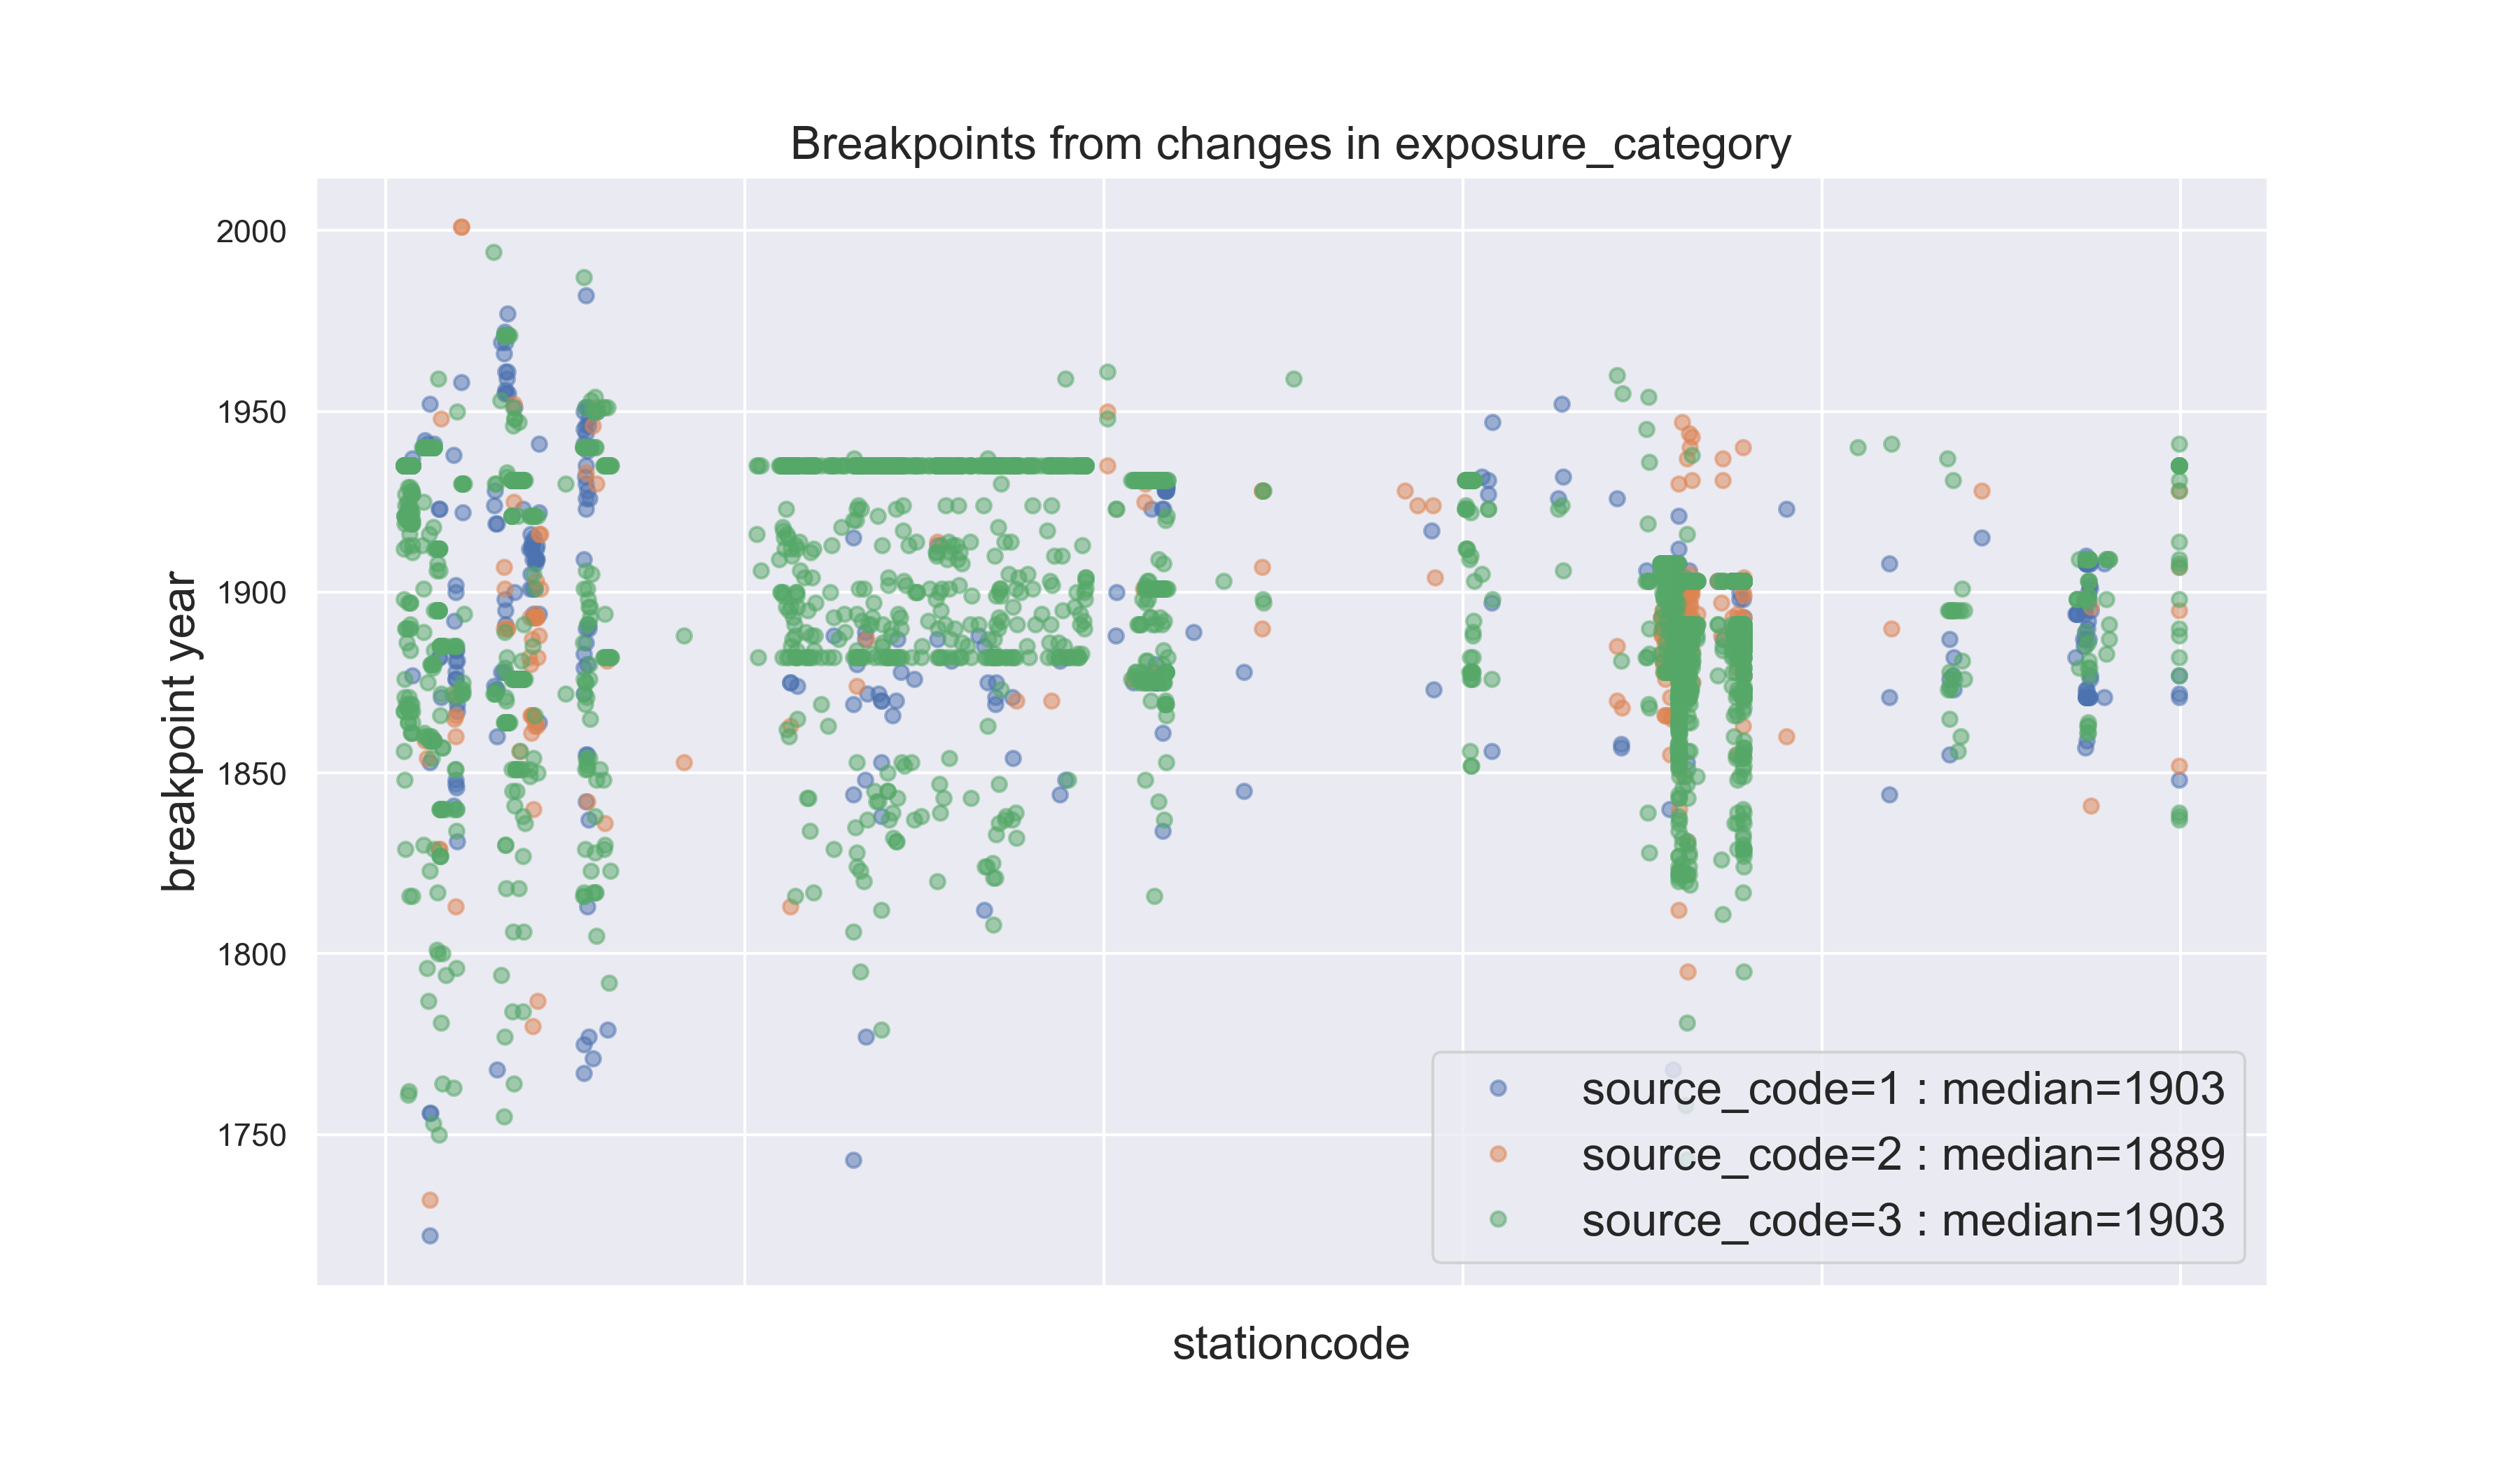 Breakpoints from changes in exposure_category
2000
1950
1900
1850
1800
1750
breakpoint year
source_code=1 : median=1903
source_code=2 : median=1889
source_code=3 : median=1903
stationcode